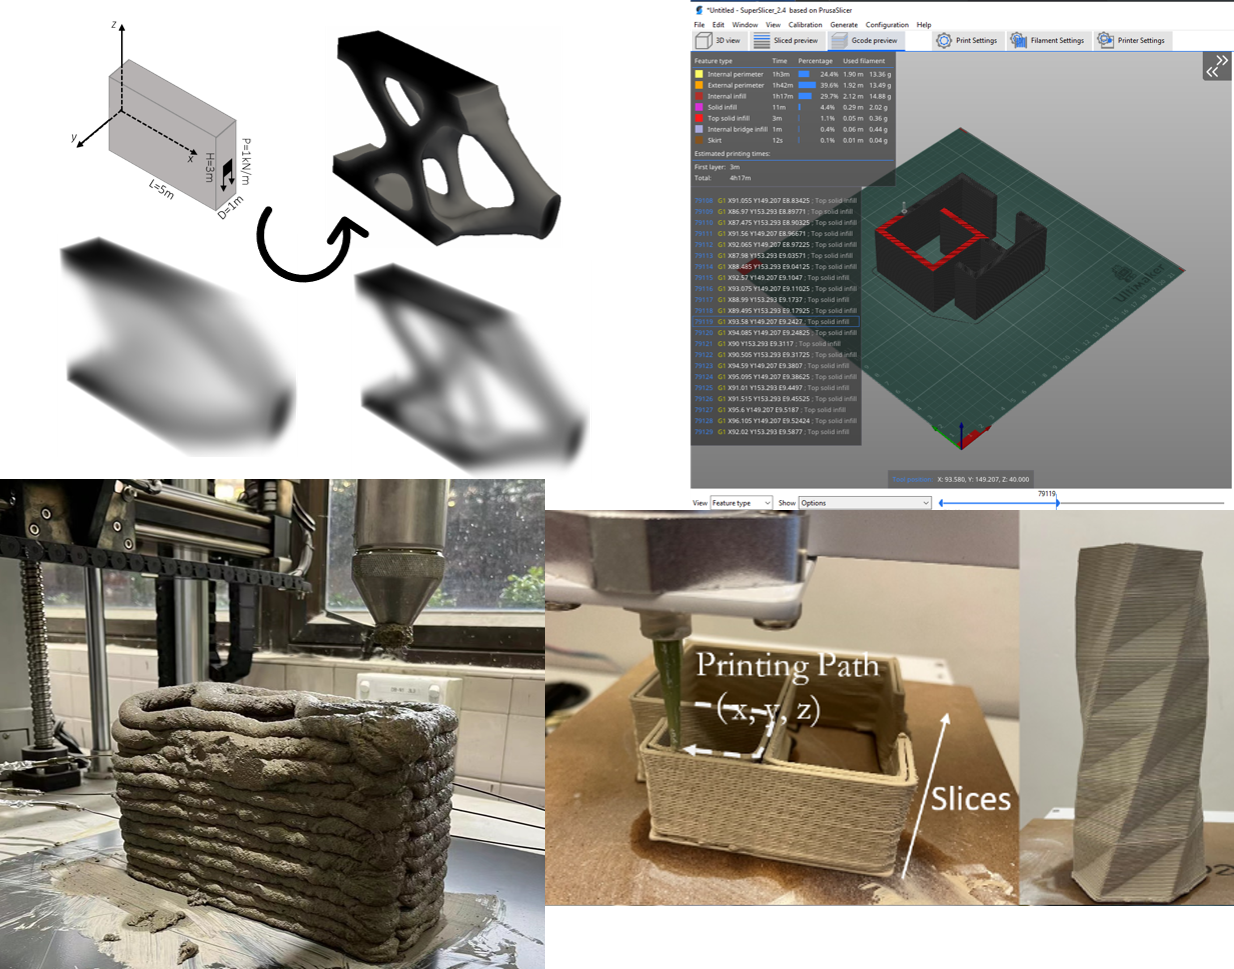 z
y
x
H=3m
P=1kN/m
L=5m
D=1m
*Untitled - SuperSlicer_2.4 based on PrusaSlicer
File Edit Window View Calibration Generate Configuration Help
3D view Sliced preview Gcode preview Print Settings Filament Settings Printer Settings
Feature type Time Percentage Used filament
Internal perimeter 1h3m 24.4% 1.90 m 13.36 g
External perimeter 1h42m 39.6% 1.92 m 13.49 g
Internal infill 1h17m 29.7% 2.12 m 14.88 g
Solid infill 11m 4.4% 0.29 m 2.02 g
Top solid infill 3m 1.1% 0.05 m 0.36 g
Internal bridge infill 1m 0.4% 0.06 m 0.44 g
Skirt 12s 0.1% 0.01 m 0.04 g
Estimated printing times:
First layer: 3m
Total: 4h17m
79108 G1 X91.055 Y149.207 E8.83425 ; Top solid infill
79109 G1 X86.97 Y153.293 E8.89771 ; Top solid infill
79110 G1 X87.475 Y153.293 E8.90325 ; Top solid infill
79111 G1 X91.56 Y149.207 E8.96671 ; Top solid infill
79112 G1 X92.065 Y149.207 E8.97225 ; Top solid infill
79113 G1 X87.98 Y153.293 E9.03571 ; Top solid infill
79114 G1 X88.485 Y153.293 E9.04125 ; Top solid infill
79115 G1 X92.57 Y149.207 E9.1047 ; Top solid infill
79116 G1 X93.075 Y149.207 E9.11025 ; Top solid infill
79117 G1 X88.99 Y153.293 E9.1737 ; Top solid infill
79118 G1 X89.495 Y153.293 E9.17925 ; Top solid infill
79119 G1 X93.58 Y149.207 E9.2427 ; Top solid infill
79120 G1 X94.085 Y149.207 E9.24825 ; Top solid infill
79121 G1 X90 Y153.293 E9.3117 ; Top solid infill
79122 G1 X90.505 Y153.293 E9.31725 ; Top solid infill
79123 G1 X94.59 Y149.207 E9.3807 ; Top solid infill
79124 G1 X95.095 Y149.207 E9.38625 ; Top solid infill
79125 G1 X91.01 Y153.293 E9.4497 ; Top solid infill
79126 G1 X91.515 Y153.293 E9.45525 ; Top solid infill
79127 G1 X95.6 Y149.207 E9.5187 ; Top solid infill
79128 G1 X96.105 Y149.207 E9.52424 ; Top solid infill
79129 G1 X92.02 Y153.293 E9.5877 ; Top solid infill
Ultimaker
Tool position: X: 93.580, Y: 149.207, Z: 40.000
79119
View Feature type Show Options
Printing Path
(x, y, z)
Slices